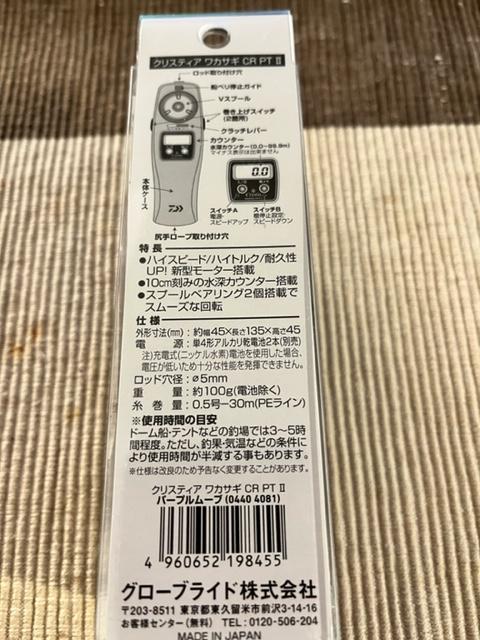 クリスティア ワカサギ CR PT Ⅱ
ロッド取り付け穴
粉ベリ停止ガイド
Vスプール
巻き上げスイッチ
(2箇所)
クラッチレバー
カウンター
水深カウンター(0.0~99.9m)
マイナス表示は出来ません
0.0
本体ケース
スイッチA
電源・
スピードアップ
スイッチB
棚停止設定・
スピードダウン
尻手ロープ取り付け穴
特長
●ハイスピード/ハイトルク/耐久性
UP! 新型モーター搭載
●10cm刻みの水深カウンター搭載
●スプールベアリング2個搭載で
スムーズな回転
仕様
外形寸法(mm):約幅45×長さ135×高さ45
電源:単4形アルカリ乾電池2本(別売)
注)充電式(ニッケル水素)電池を使用した場合、
電圧が低いため十分な性能を発揮できません。
ロッド穴径:ø5mm
重量:約100g(電池除く)
糸巻量:0.5号-30m(PEライン)
※使用時間の目安
ドーム船・テントなどの釣場では3~5時
間程度。ただし、釣果・気温などの条件に
より使用時間が半減する事もあります。
※仕様は改良のため予告なく変更することがあります。
クリスティア ワカサギ CR PT Ⅱ
パープルムーブ (0440 4081)
4 960652 198455
グローブライド株式会社
〒203-8511 東京都東久留米市前沢3-14-16
お客様センター(無料) TEL:0120-506-204
MADE IN JAPAN